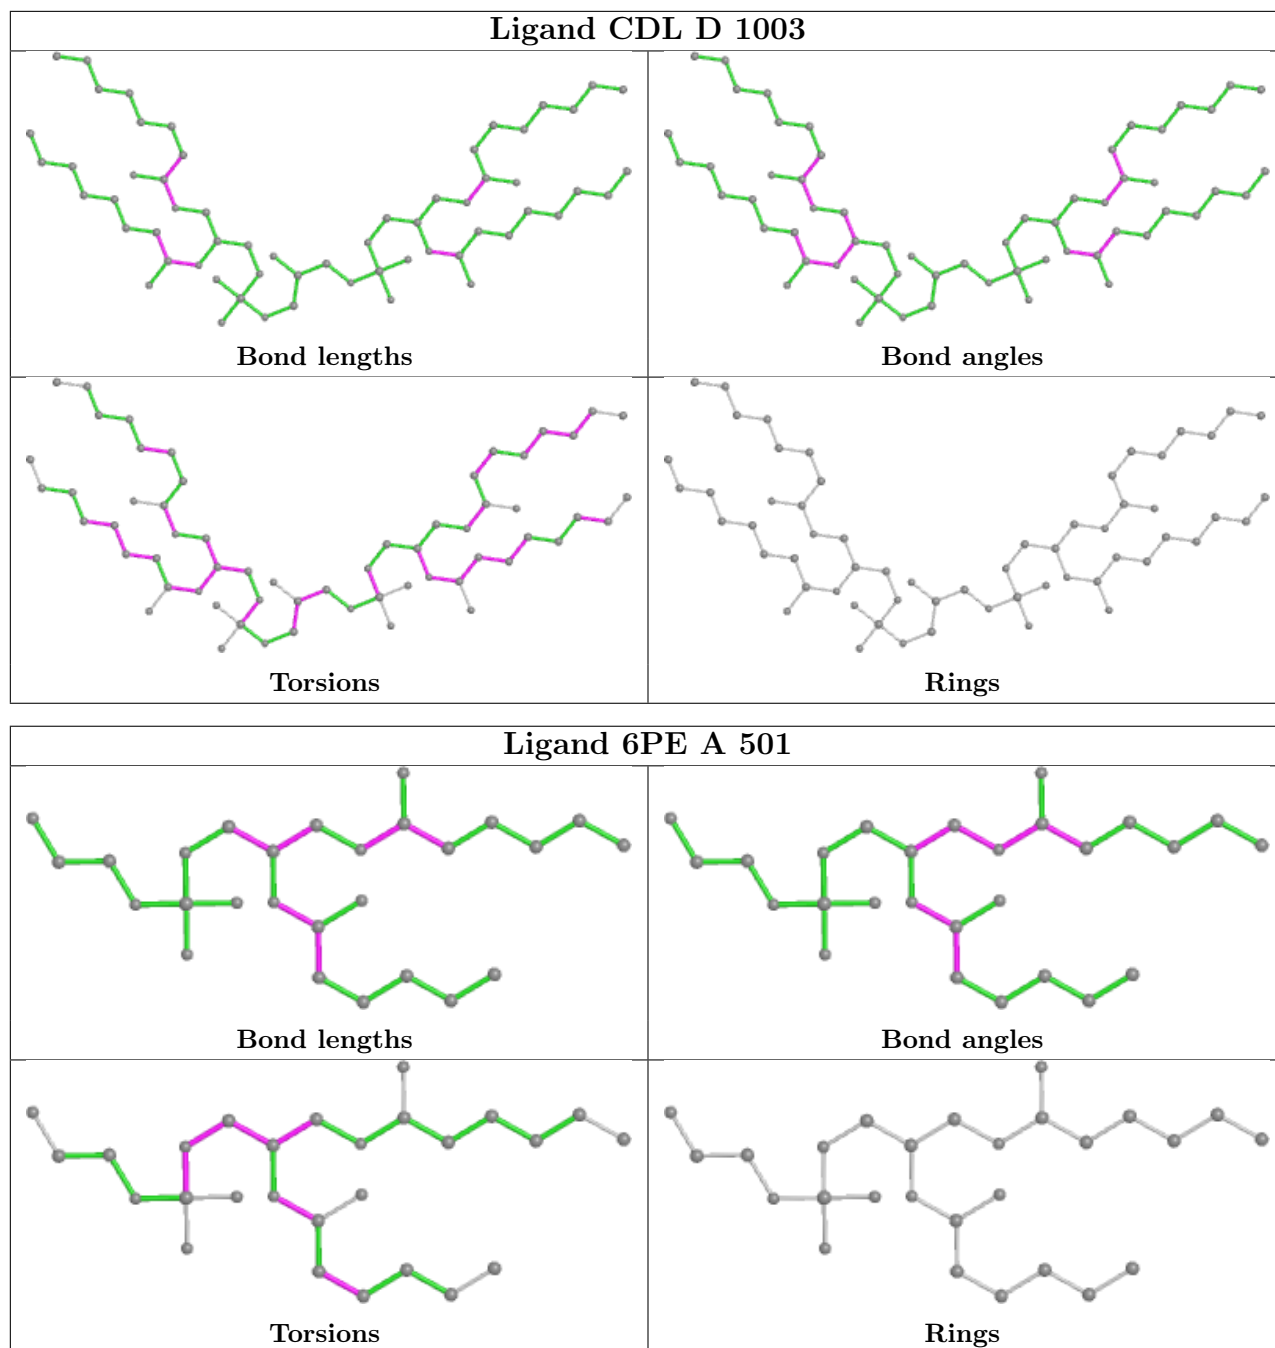 Ligand CDL D 1003
Bond lengths
Bond angles
Torsions
Rings
Ligand 6PE A 501
Bond lengths
Bond angles
Torsions
Rings